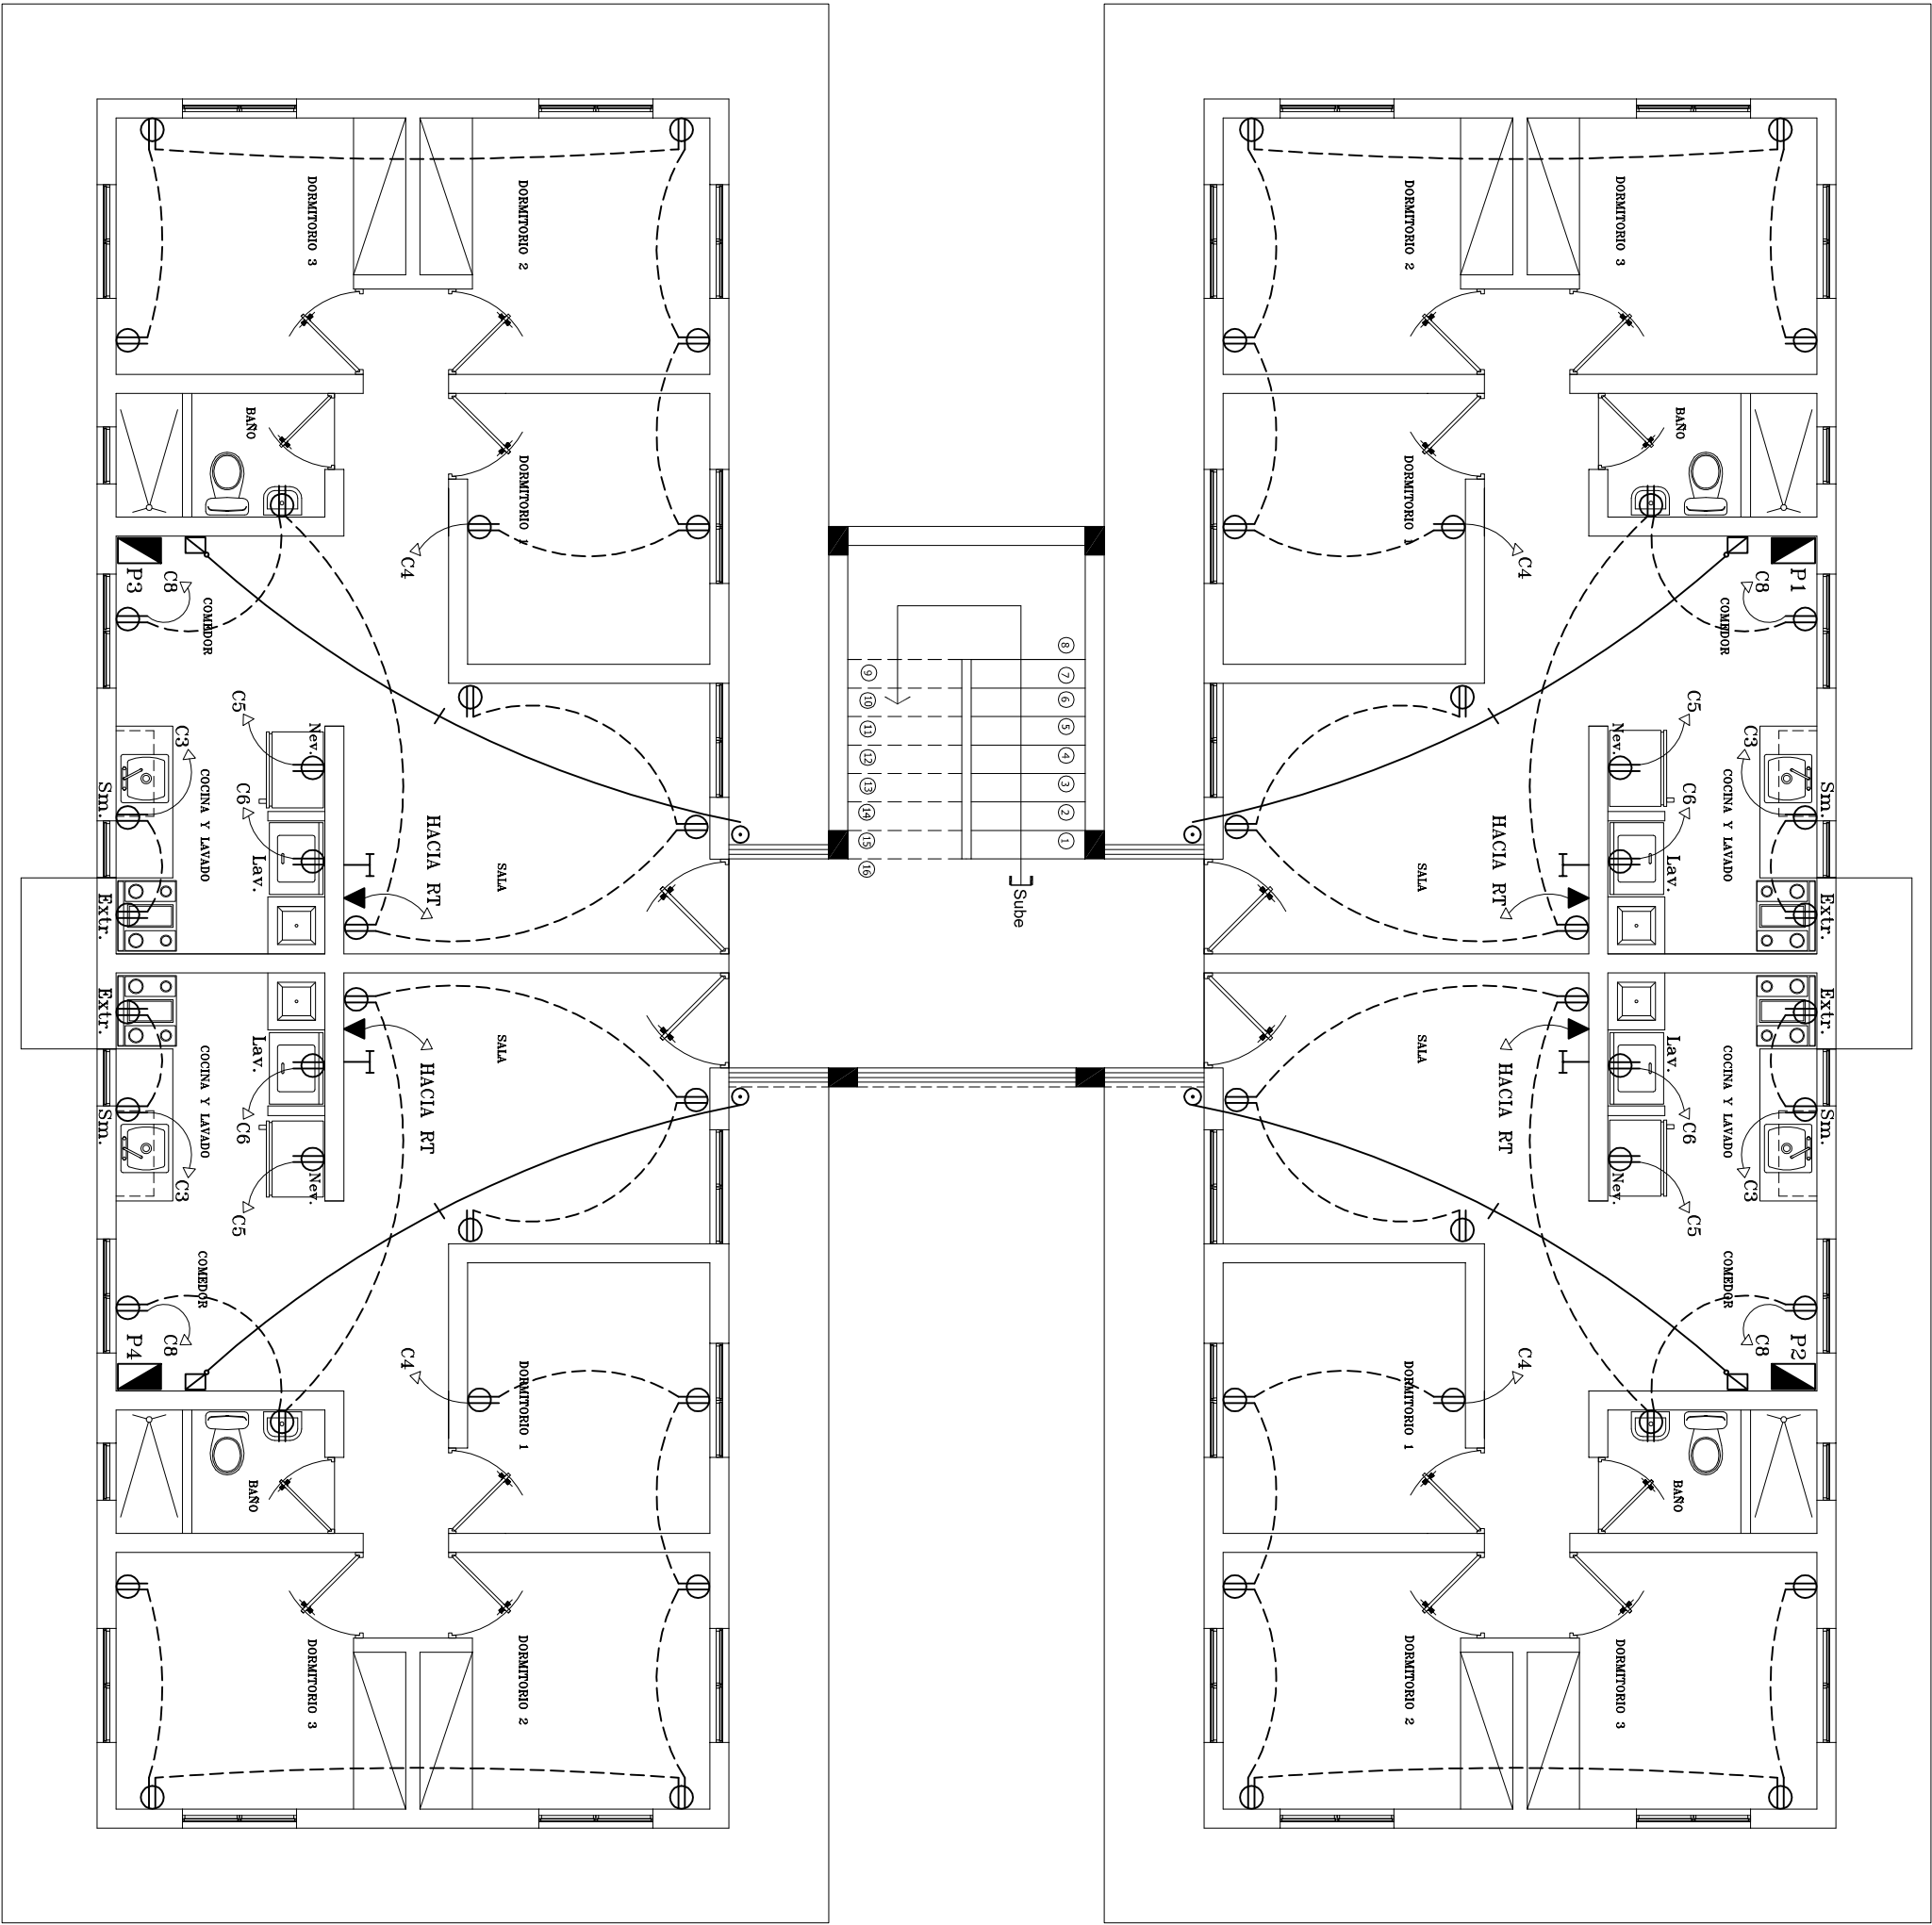 DORMITORIO 3
DORMITORIO 2
DORMITORIO 2
DORMITORIO 3
BAÑO
DORMITORIO 1
DORMITORIO 1
BAÑO
P3
C8
COMEDOR
C4
C4
C8
P1
COMEDOR
C5
Nev.
C3
Sm.
COCINA Y LAVADO
C6
Lav.
HACIA RT
SALA
Extr.
8
7
6
5
4
3
2
1
9
10
11
12
13
14
15
16
Sube
Nev.
C5
C3
Sm.
COCINA Y LAVADO
C6
Lav.
HACIA RT
SALA
Extr.
Extr.
Sm.
COCINA Y LAVADO
Lav.
C6
C3
Nev.
C5
HACIA RT
SALA
COMEDOR
C8
P4
C4
DORMITORIO 1
BAÑO
DORMITORIO 3
DORMITORIO 2
SALA
HACIA RT
Lav.
C6
Nev.
C5
COCINA Y LAVADO
C3
Extr.
Sm.
COMEDOR
C8
P2
C4
DORMITORIO 1
BAÑO
DORMITORIO 2
DORMITORIO 3